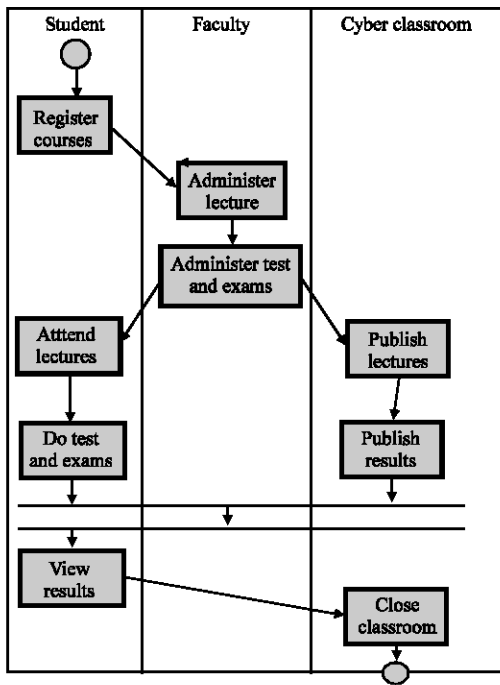 Student
Faculty
Cyber classroom
Register
courses
Administer
lecture
Administer test
and exams
Atttend
lectures
Publish
lectures
Do test
and exams
Publish
results
View
results
Close
classroom